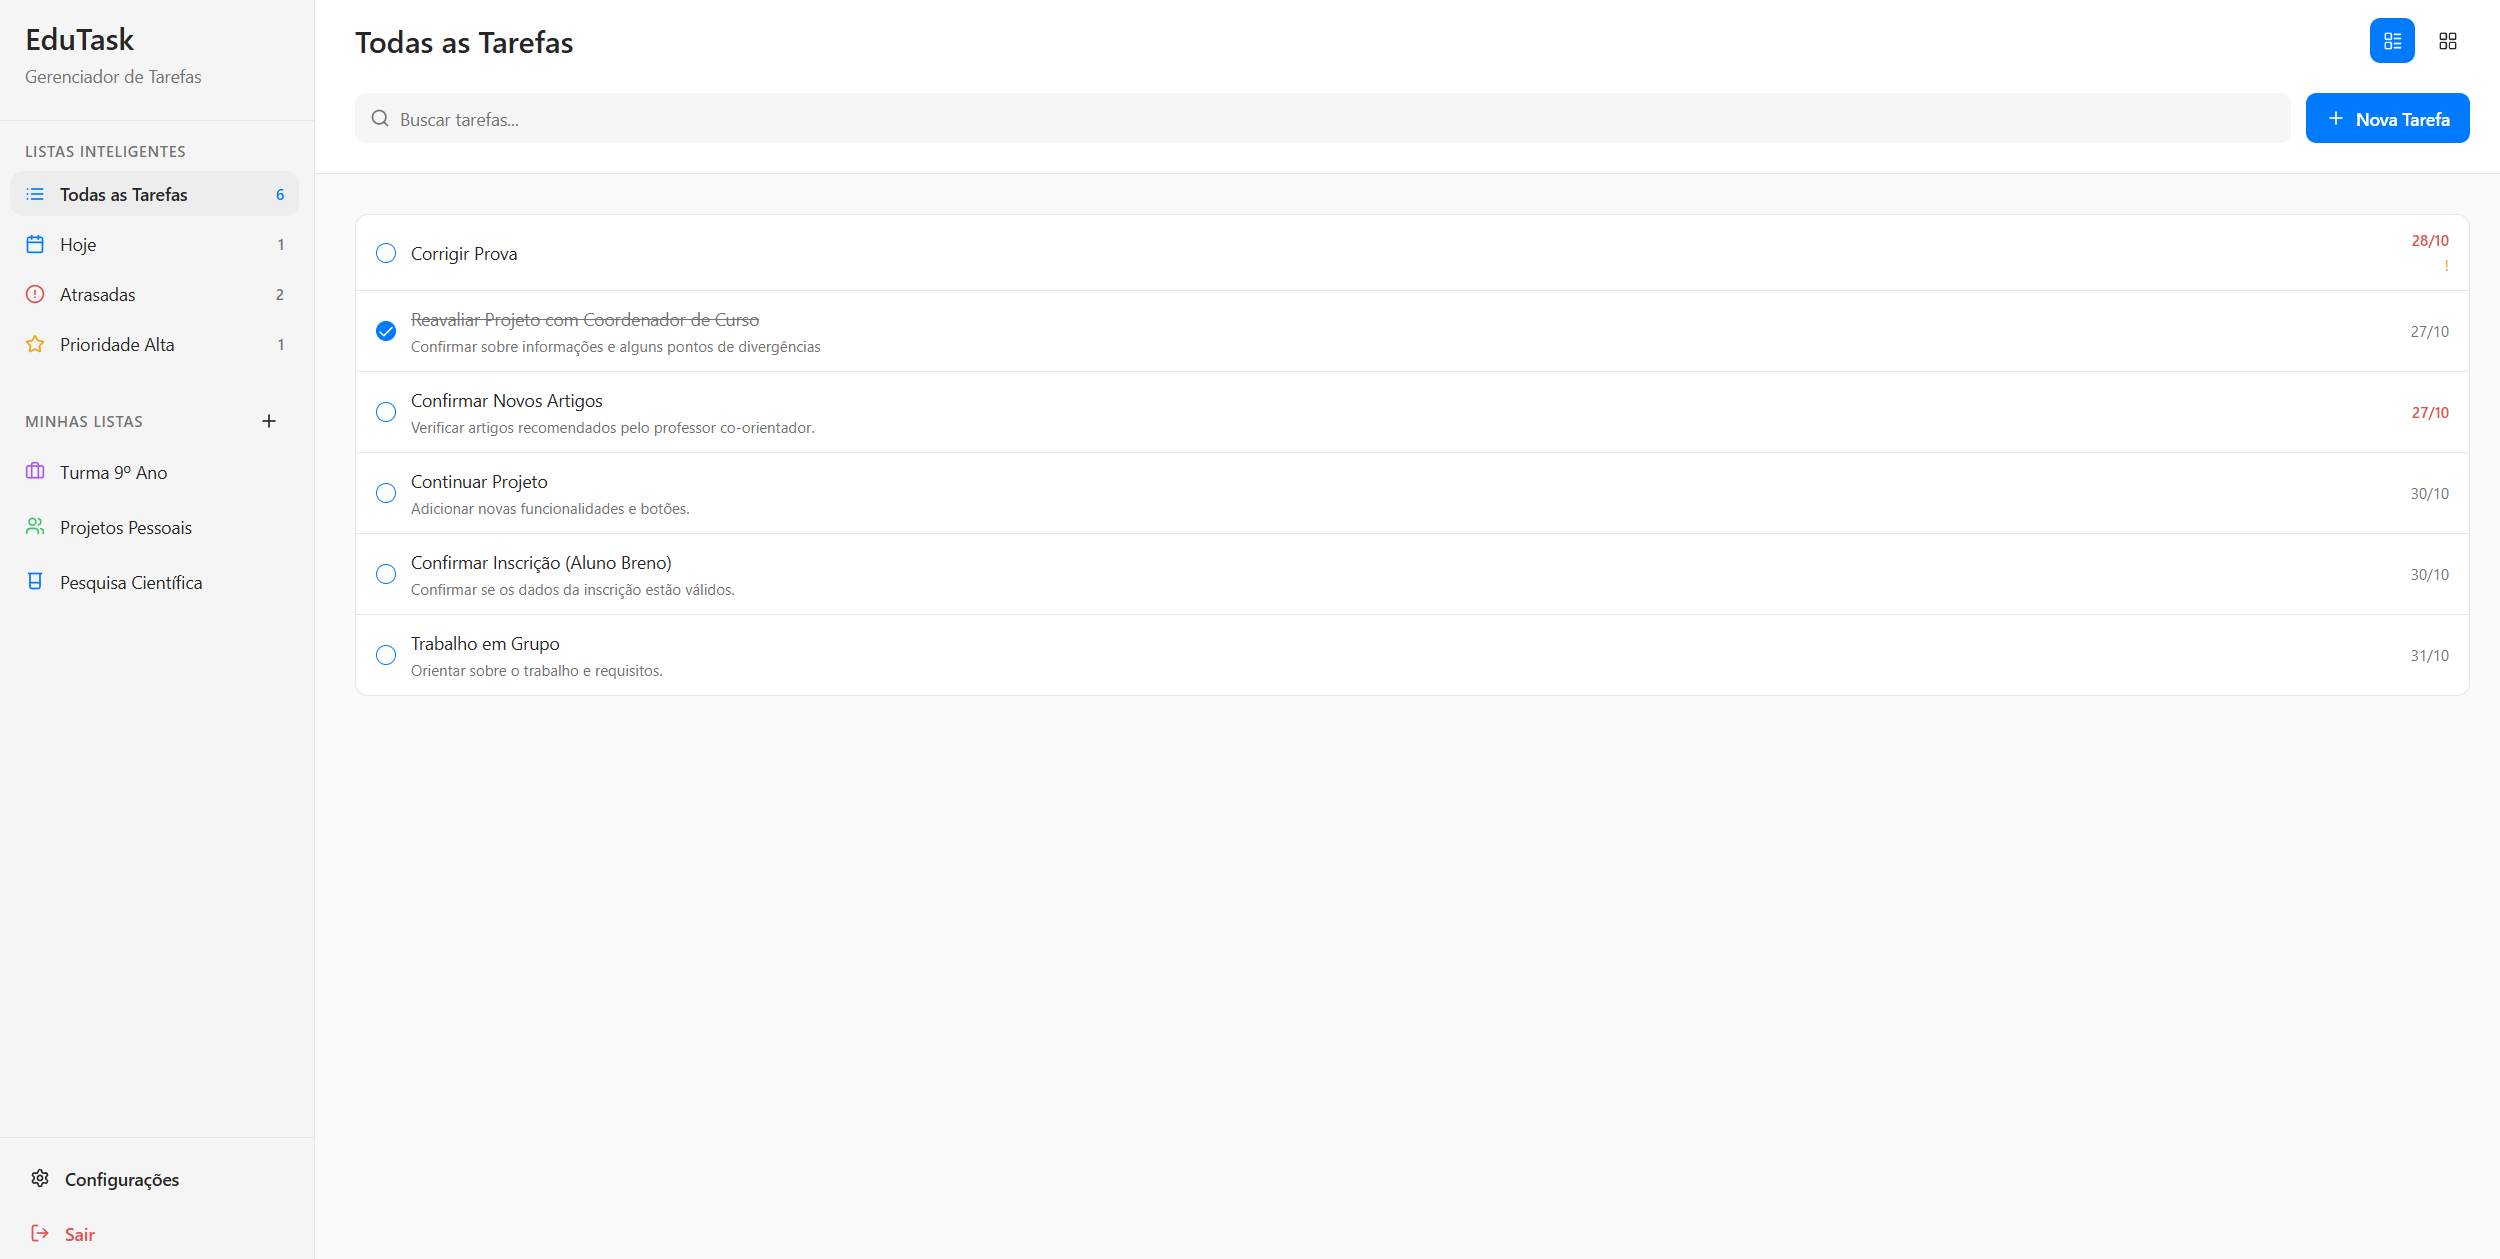 EduTask
Gerenciador de Tarefas
LISTAS INTELIGENTES
Todas as Tarefas 6
Hoje 1
Atrasadas 2
Prioridade Alta 1
MINHAS LISTAS
Turma 9º Ano
Projetos Pessoais
Pesquisa Científica
Configurações
Sair
Todas as Tarefas
Buscar tarefas...
Nova Tarefa
Corrigir Prova
28/10
!
Reavaliar Projeto com Coordenador de Curso
Confirmar sobre informações e alguns pontos de divergências
27/10
Confirmar Novos Artigos
Verificar artigos recomendados pelo professor co-orientador.
27/10
Continuar Projeto
Adicionar novas funcionalidades e botões.
30/10
Confirmar Inscrição (Aluno Breno)
Confirmar se os dados da inscrição estão válidos.
30/10
Trabalho em Grupo
Orientar sobre o trabalho e requisitos.
31/10